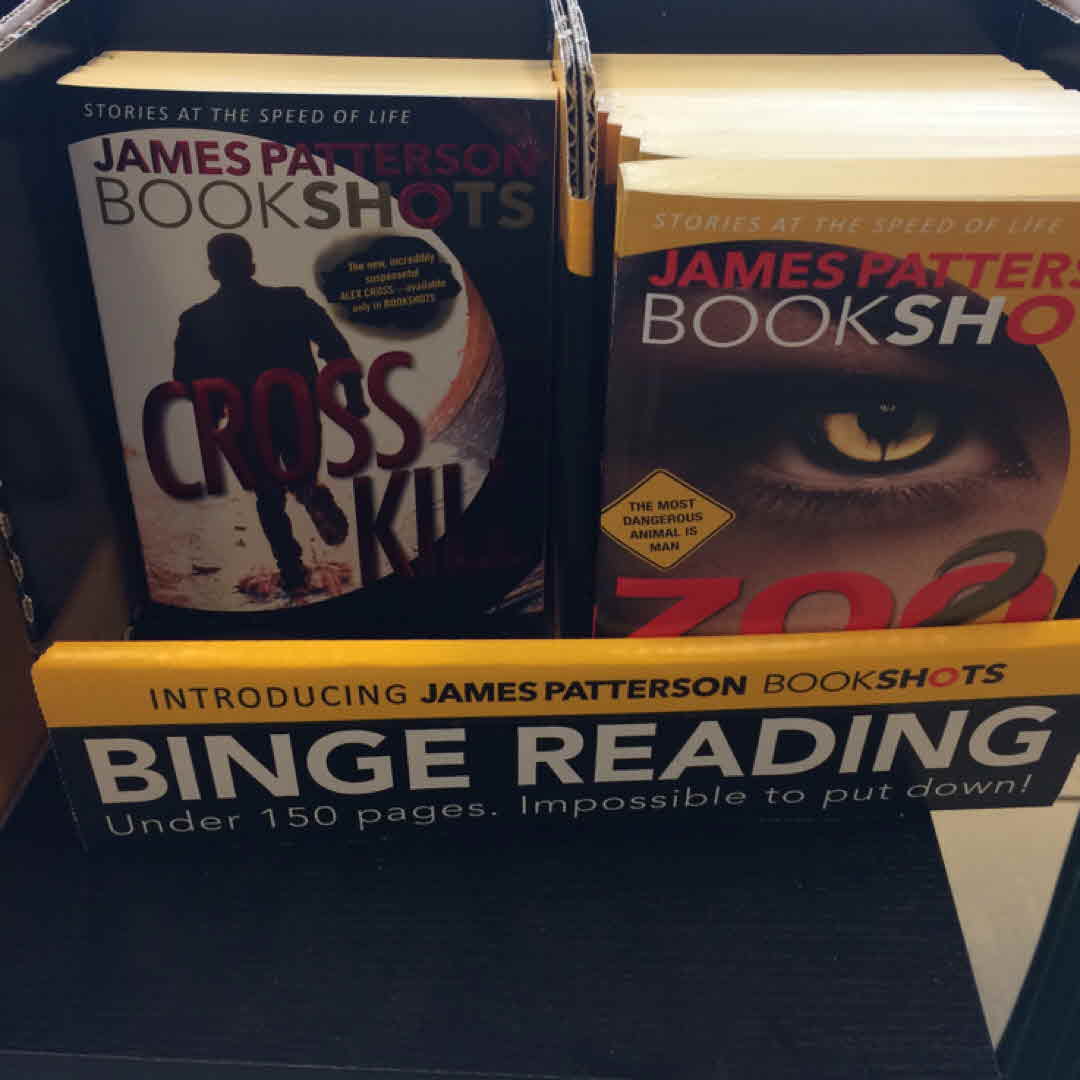 STORIES AT THE SPEED OF LIFE
JAMES PATTERSON
BOOKSHOTS
The new, incredibly
suspenseful
ALEX CROSS—available
only in BOOKSHOTS
CROSS
STORIES AT THE SPEED OF LIFE
JAMES PATTERS
BOOKSHO
THE MOST
DANGEROUS
ANIMAL IS
MAN
ZOO
2
INTRODUCING JAMES PATTERSON BOOKSHOTS
BINGE READING
Under 150 pages. Impossible to put down!